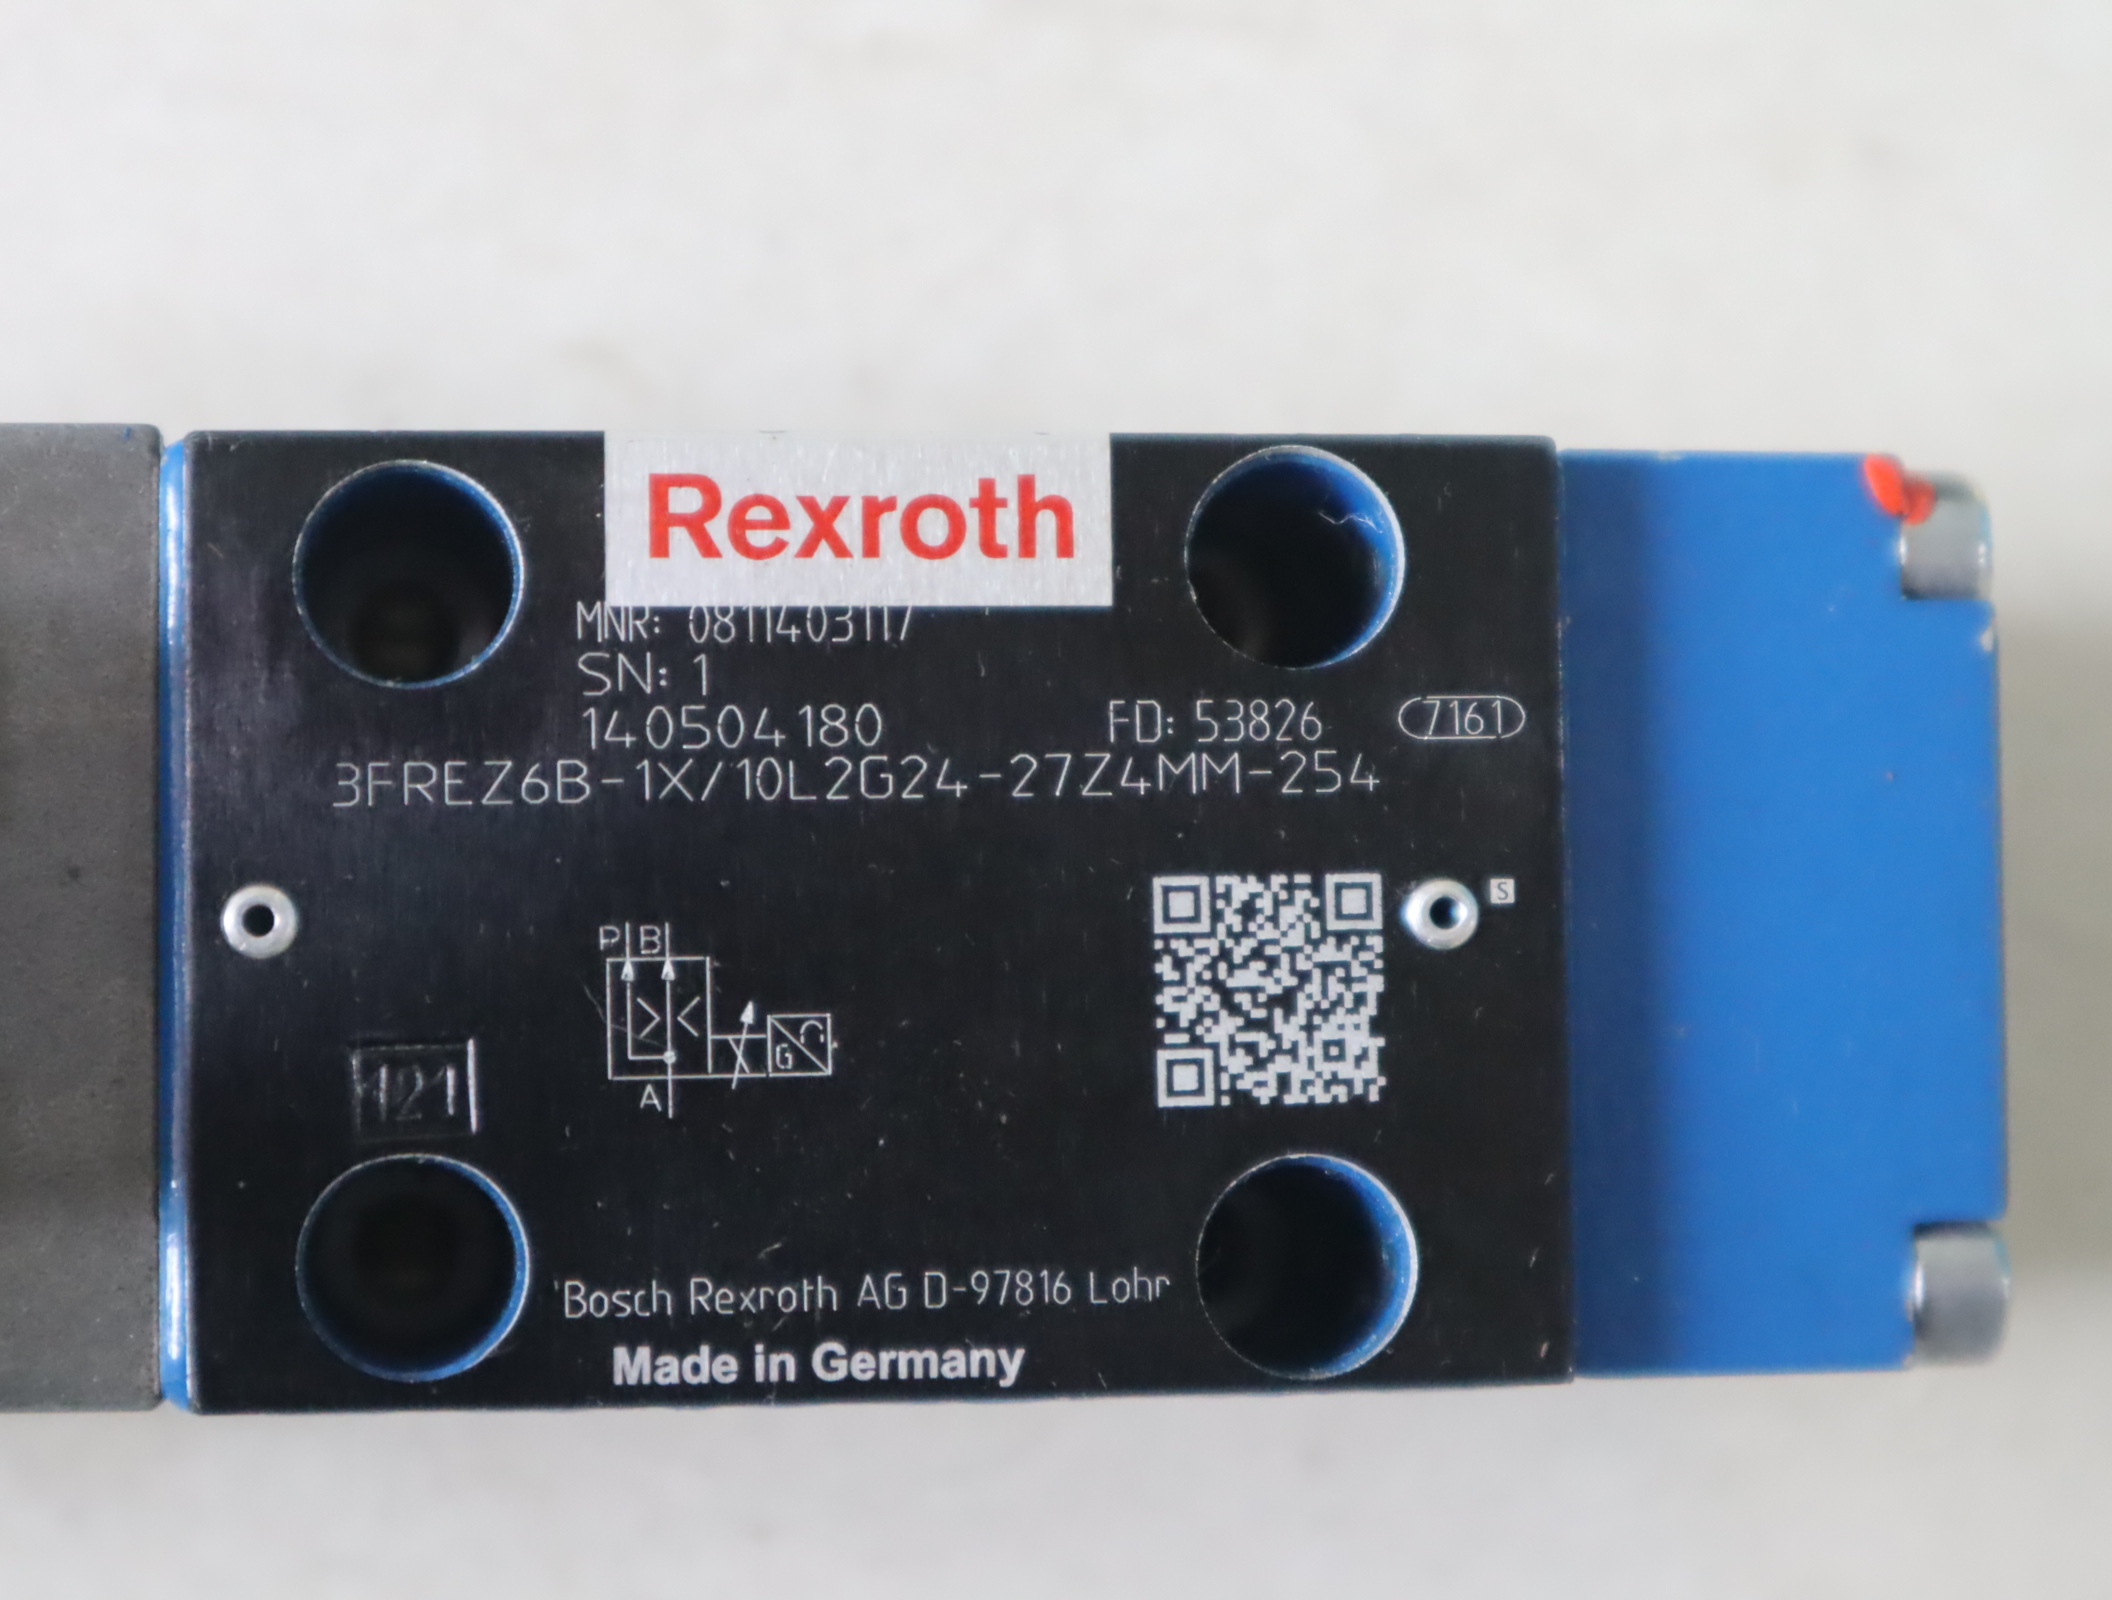 Rexroth
MNR: 0811403117
SN: 1
140504180 FD: 53826 7161
3FREZ6B-1X/10L2G24-27Z4MM-254
S
P B
G
A
121
Bosch Rexroth AG D-97816 Lohr
Made in Germany